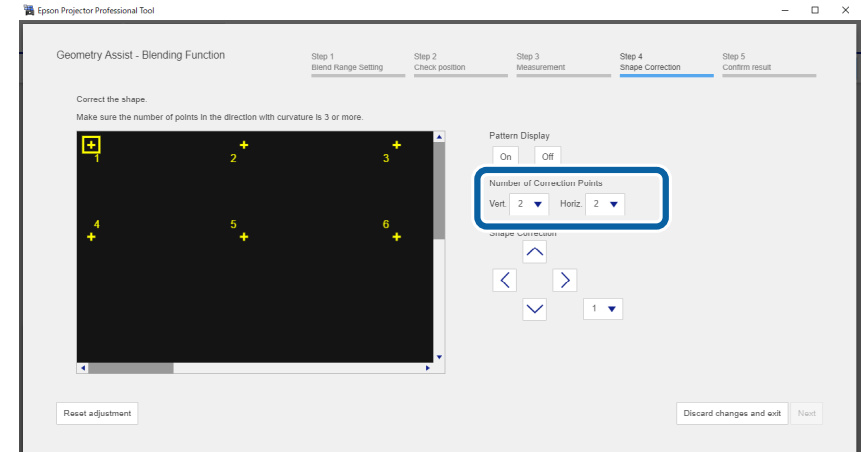 Epson Projector Professional Tool
Geometry Assist - Blending Function
Step 1
Blend Range Setting
Step 2
Check position
Step 3
Measurement
Step 4
Shape Correction
Step 5
Confirm result
Correct the shape.
Make sure the number of points in the direction with curvature is 3 or more.
1
2
3
4
5
6
Pattern Display
On
Off
Number of Correction Points
Vert. 2 Horiz. 2
Shape Correction
1
Reset adjustment
Discard changes and exit
Next